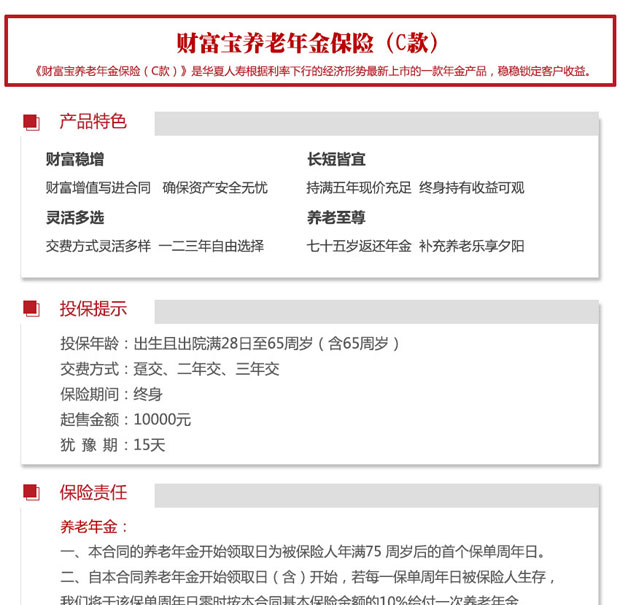 财富宝养老年金保险（C款）
《财富宝养老年金保险（C款）》是华夏人寿根据利率下行的经济形势最新上市的一款年金产品，稳稳锁定客户收益。
产品特色
财富稳增 长短皆宜
财富增值写进合同 确保资产安全无忧 持满五年现价充足 终身持有收益可观
灵活多选 养老至尊
交费方式灵活多样 一二三年自由选择 七十五岁返还年金 补充养老乐享夕阳
投保提示
投保年龄：出生且出院满28日至65周岁（含65周岁）
交费方式：趸交、二年交、三年交
保险期间：终身
起售金额：10000元
犹 豫 期：15天
保险责任
养老年金：
一、本合同的养老年金开始领取日为被保险人年满75 周岁后的首个保单周年日。
二、自本合同养老年金开始领取日（含）开始，若每一保单周年日被保险人生存，
我们将于该保单周年日零时按本合同基本保险金额的10%给付一次养老年金